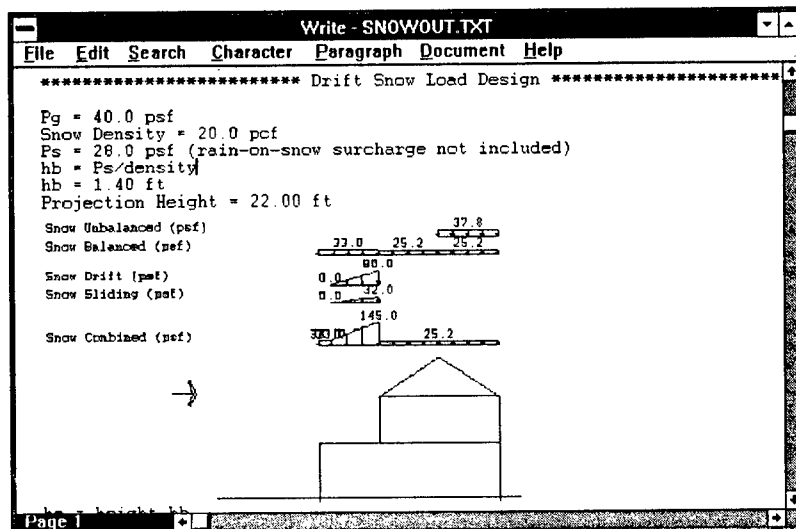 Write - SNOWOUT.TXT
File Edit Search Character Paragraph Document Help
************************** Drift Snow Load Design ***********************
Pg = 40.0 psf
Snow Density = 20.0 pcf
Ps = 28.0 psf (rain-on-snow surcharge not included)
hb = Ps/density
hb = 1.40 ft
Projection Height = 22.00 ft
Snow Unbalanced (psf) 37.8
Snow Balanced (psf) 33.0 25.2 25.2
Snow Drift (psf) 0.0 80.0
Snow Sliding (psf) 0.0 32.0
Snow Combined (psf) 145.0 25.2
Page 1